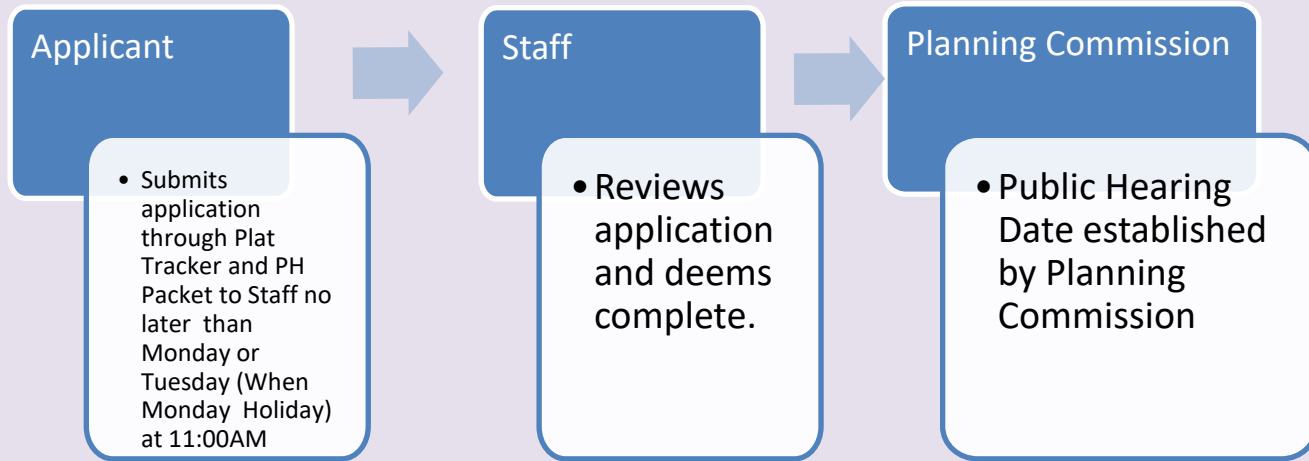 Applicant
• Submits
application
through Plat
Tracker and PH
Packet to Staff no
later than
Monday or
Tuesday (When
Monday Holiday)
at 11:00AM
Staff
• Reviews
application
and deems
complete.
Planning Commission
• Public Hearing
Date established
by Planning
Commission